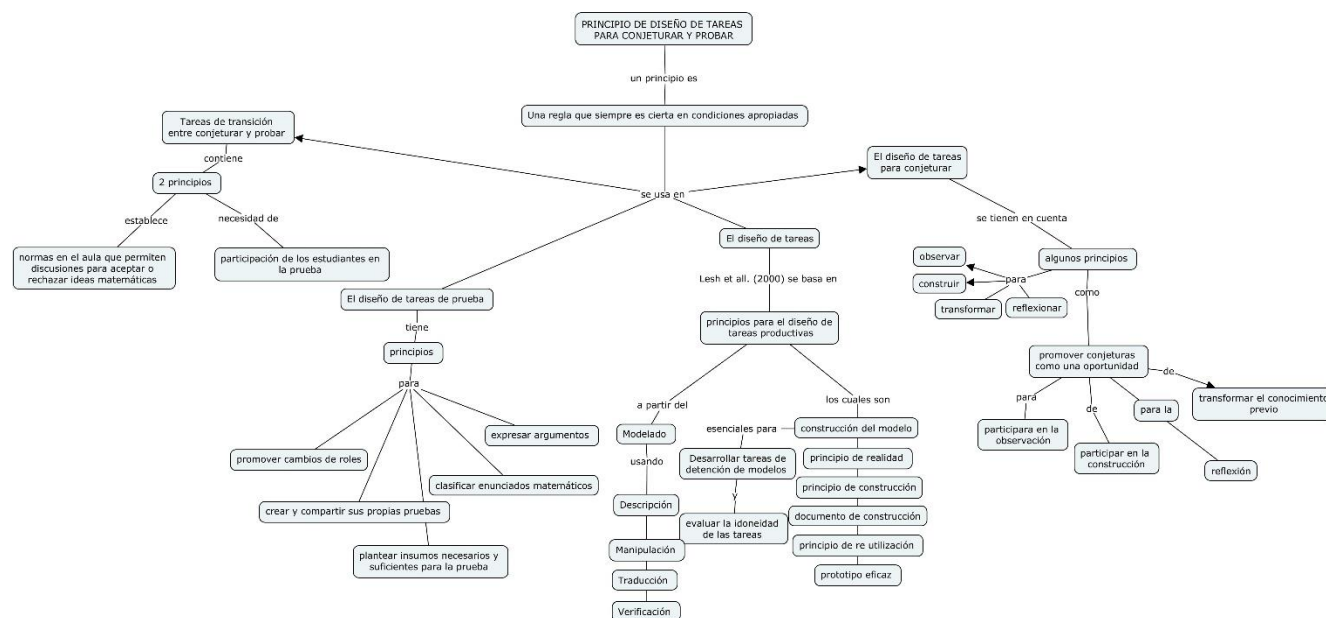 PRINCIPIO DE DISEÑO DE TAREAS
PARA CONJETURAR Y PROBAR
un principio es
Una regla que siempre es cierta en condiciones apropiadas
se usa en
Tareas de transición
entre conjeturar y probar
contiene
2 principios
establece
necesidad de
normas en el aula que permiten
discusiones para aceptar o
rechazar ideas matemáticas
participación de los estudiantes en
la prueba
El diseño de tareas de prueba
tiene
principios
para
promover cambios de roles
crear y compartir sus propias pruebas
plantear insumos necesarios y
suficientes para la prueba
clasificar enunciados matemáticos
expresar argumentos
El diseño de tareas
Lesh et all. (2000) se basa en
principios para el diseño de
tareas productivas
a partir del
Modelado
usando
Descripción
Manipulación
Traducción
Verificación
los cuales son
construcción del modelo
esenciales para
Desarrollar tareas de
detención de modelos
evaluar la idoneidad
de las tareas
principio de realidad
principio de construcción
documento de construcción
principio de re utilización
prototipo eficaz
El diseño de tareas
para conjeturar
se tienen en cuenta
algunos principios
para
observar
construir
transformar
reflexionar
como
promover conjeturas
como una oportunidad
para
participara en la
observación
de
participar en la
construcción
para la
reflexión
de
transformar el conocimiento
previo